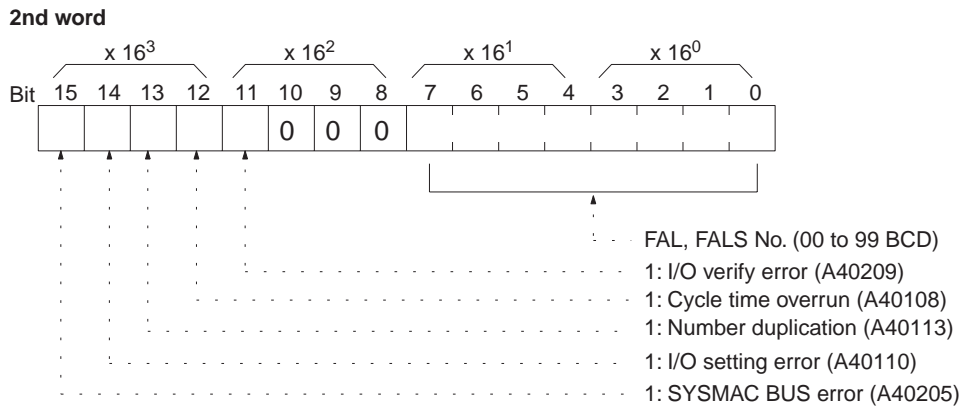 2nd word
x 16³ x 16² x 16¹ x 16⁰
Bit 15 14 13 12 11 10 9 8 7 6 5 4 3 2 1 0
0 0 0
FAL, FALS No. (00 to 99 BCD)
1: I/O verify error (A40209)
1: Cycle time overrun (A40108)
1: Number duplication (A40113)
1: I/O setting error (A40110)
1: SYSMAC BUS error (A40205)